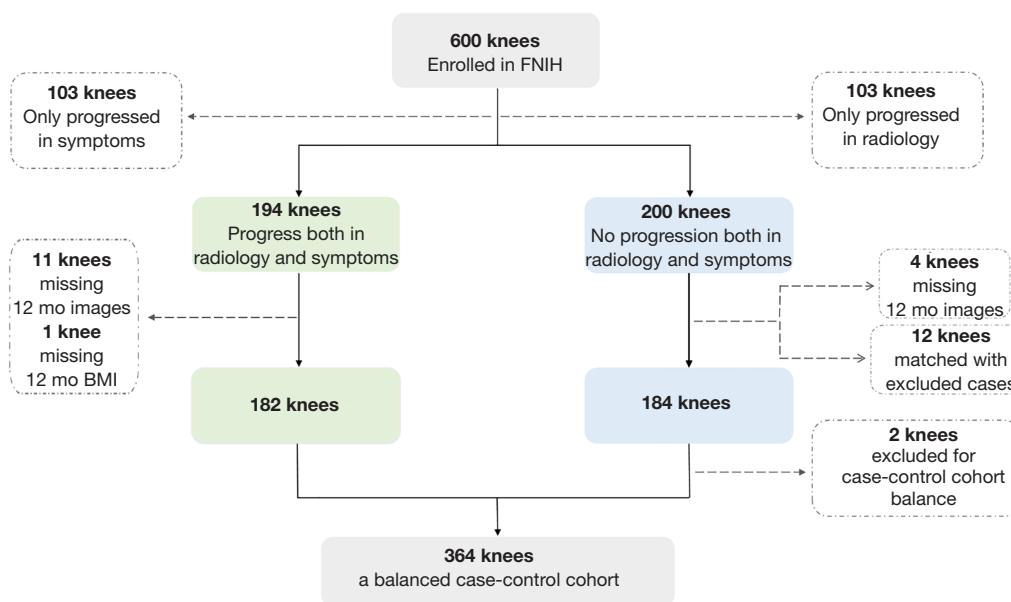 600 knees
Enrolled in FNIH
103 knees
Only progressed
in symptoms
103 knees
Only progressed
in radiology
194 knees
Progress both in
radiology and symptoms
200 knees
No progression both in
radiology and symptoms
11 knees
missing
12 mo images
1 knee
missing
12 mo BMI
4 knees
missing
12 mo images
12 knees
matched with
excluded cases
182 knees
184 knees
2 knees
excluded for
case-control cohort
balance
364 knees
a balanced case-control cohort